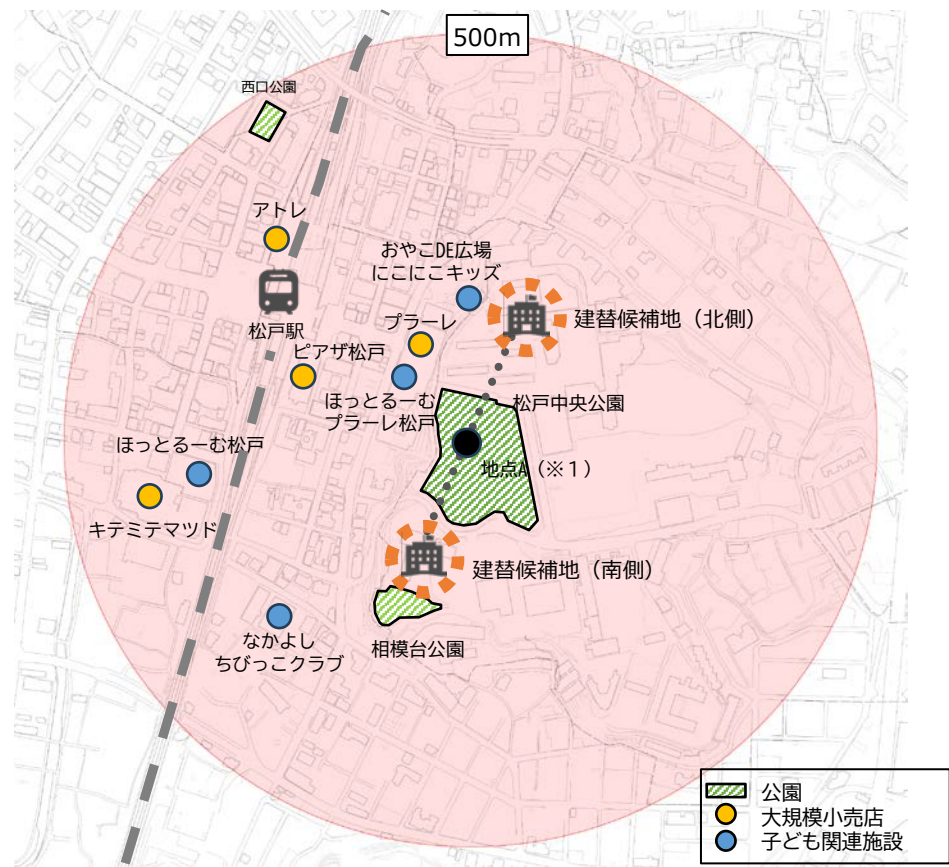 500m
西口公園
アトレ
おやこDE広場
にこにこキッズ
建替候補地（北側）
松戸駅
プラーレ
ピアザ松戸
ほっとるーむ
プラーレ松戸
松戸中央公園
ほっとるーむ松戸
地点A（※１）
キテミテマツド
建替候補地（南側）
なかよし
ちびっこクラブ
相模台公園
公園
大規模小売店
子ども関連施設